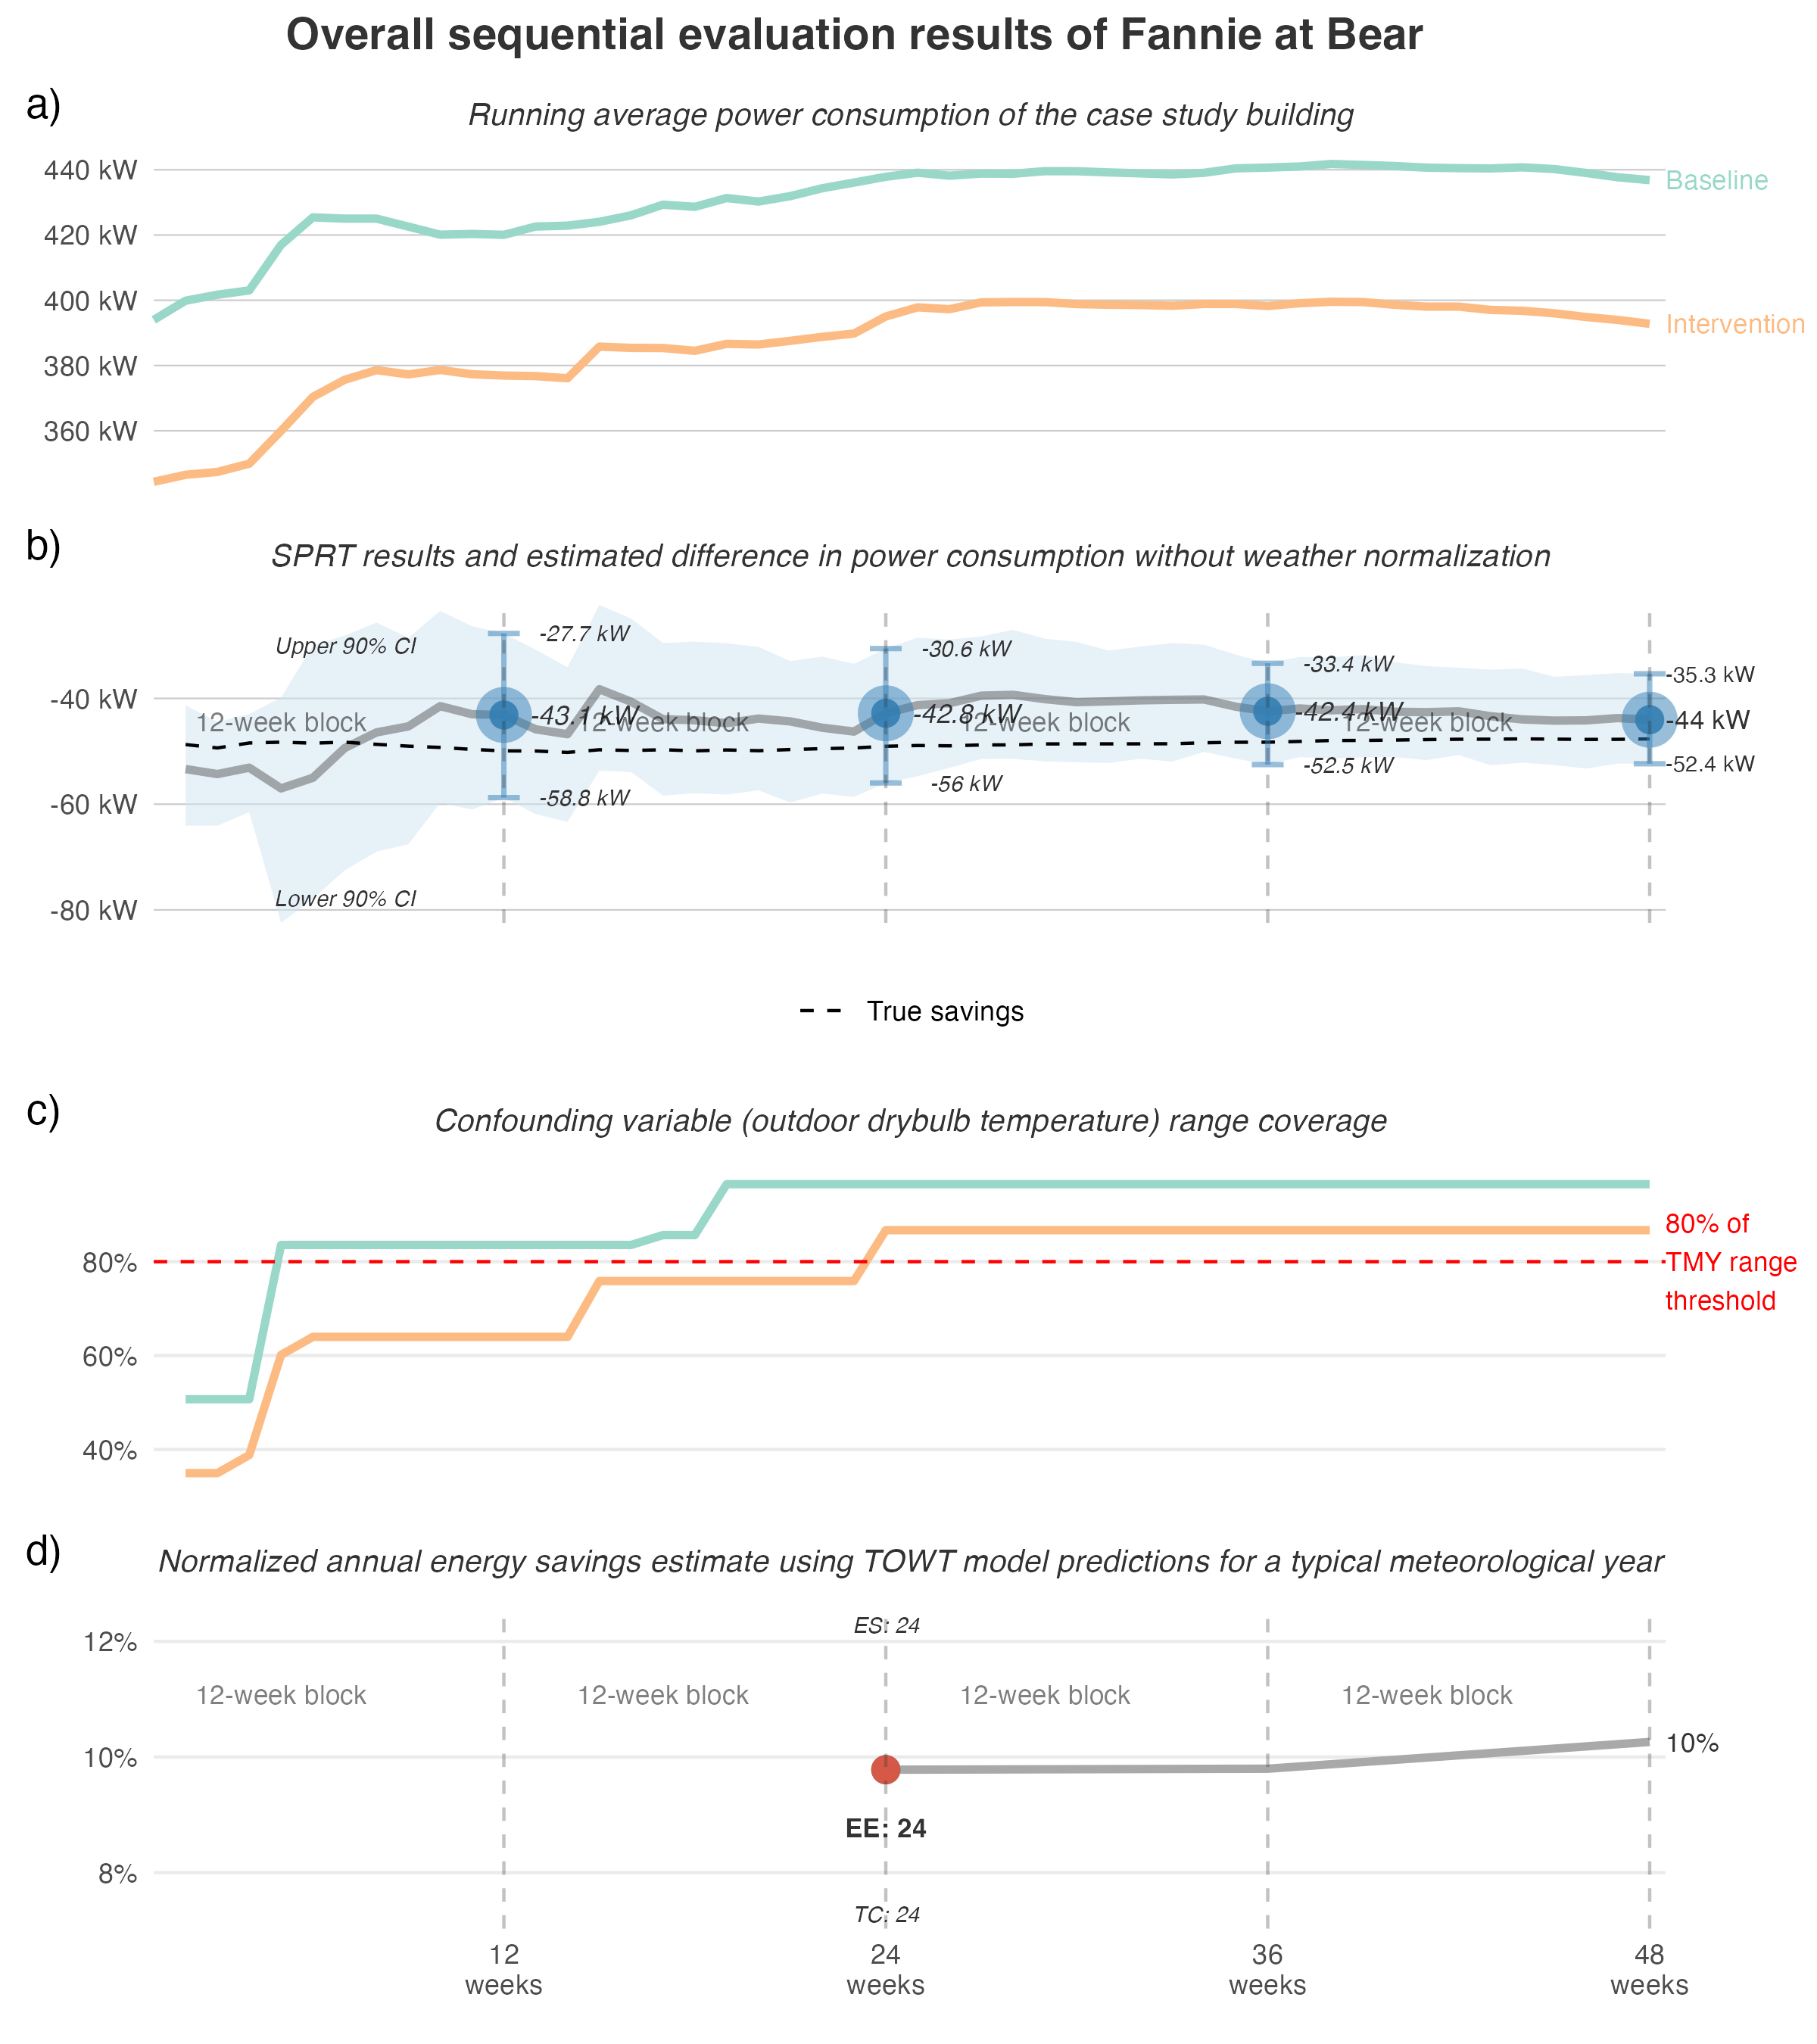 Overall sequential evaluation results of Fannie at Bear
a)
Running average power consumption of the case study building
440 kW
420 kW
400 kW
380 kW
360 kW
Baseline
Intervention
b)
SPRT results and estimated difference in power consumption without weather normalization
-40 kW
-60 kW
-80 kW
Upper 90% CI
Lower 90% CI
12-week block
12-week block
12-week block
12-week block
-27.7 kW
-43.1 kW
-58.8 kW
-30.6 kW
-42.8 kW
-56 kW
-33.4 kW
-42.4 kW
-52.5 kW
-35.3 kW
-44 kW
-52.4 kW
True savings
c)
Confounding variable (outdoor drybulb temperature) range coverage
80%
60%
40%
80% of
TMY range
threshold
d)
Normalized annual energy savings estimate using TOWT model predictions for a typical meteorological year
12%
10%
8%
ES: 24
12-week block
12-week block
12-week block
12-week block
10%
EE: 24
TC: 24
12
weeks
24
weeks
36
weeks
48
weeks